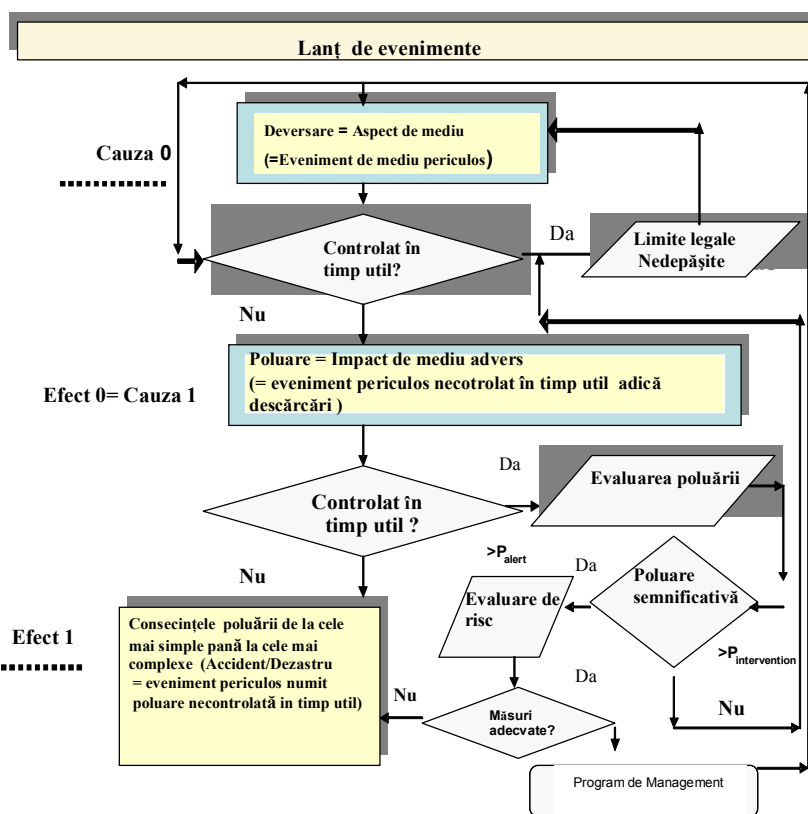 Lanț de evenimente
Deversare = Aspect de mediu
(=Eveniment de mediu periculos)
Cauza 0
Controlat în
timp util?
Da
Limite legale
Nedepăşite
Nu
Poluare = Impact de mediu advers
(= eveniment periculos necotrolat în timp util adică
descărcări )
Efect 0= Cauza 1
Controlat în
timp util ?
Da
Evaluarea poluării
Nu
>Palert
Da
Evaluare de
risc
Poluare
semnificativă
>Pintervention
Efect 1
Consecințele poluării de la cele
mai simple pană la cele mai
complexe (Accident/Dezastru
= eveniment periculos numit
poluare necontrolată in timp util)
Nu
Da
Măsuri
adecvate?
Nu
Program de Management